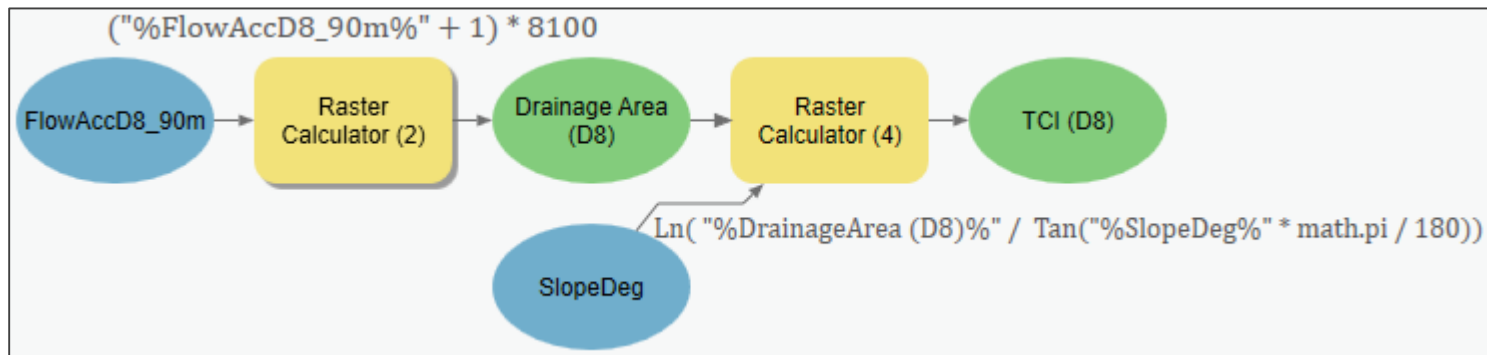 ("%FlowAccD8_90m%" + 1) * 8100
FlowAccD8_90m
Raster
Calculator (2)
Drainage Area
(D8)
Raster
Calculator (4)
TCI (D8)
Ln( "%DrainageArea (D8)%" / Tan("%SlopeDeg%" * math.pi / 180))
SlopeDeg